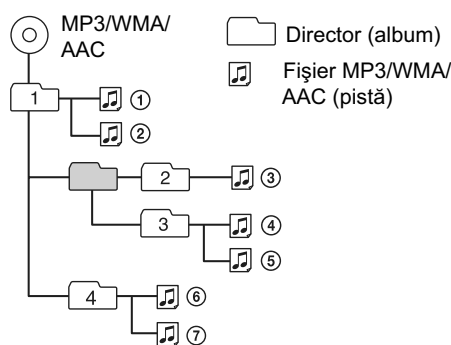 MP3/WMA/
AAC
Director (album)
Fişier MP3/WMA/
AAC (pistă)
1
①
②
2
③
3
④
⑤
4
⑥
⑦